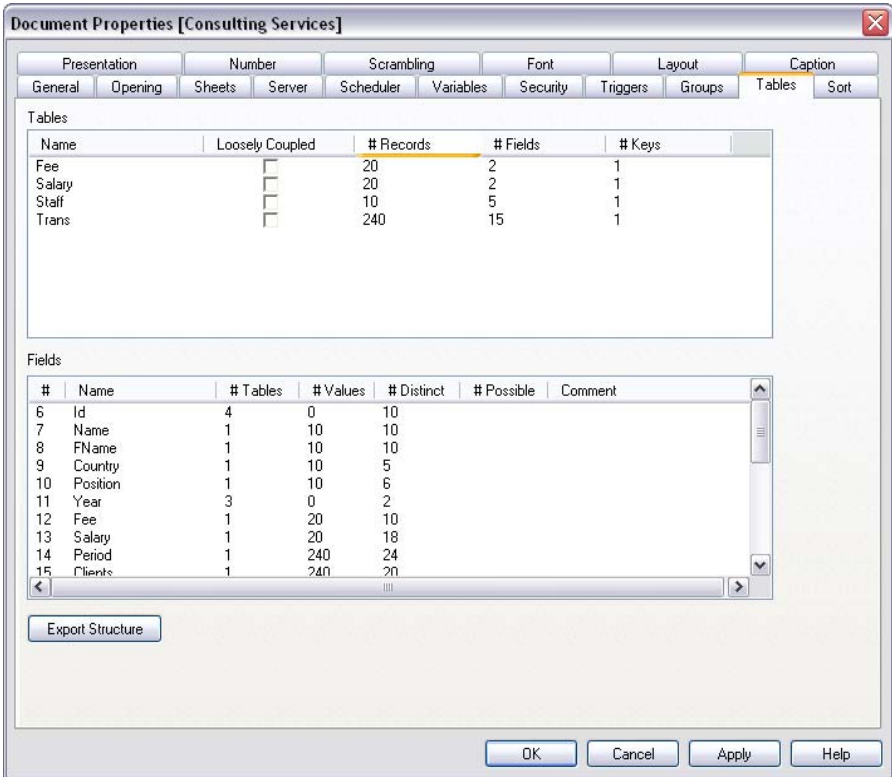 Document Properties [Consulting Services]
Presentation Number Scrambling Font Layout Caption
General Opening Sheets Server Scheduler Variables Security Triggers Groups Tables Sort
Tables
Name Loosely Coupled # Records # Fields # Keys
Fee 20 2 1
Salary 20 2 1
Staff 10 5 1
Trans 240 15 1
Fields
# Name # Tables # Values # Distinct # Possible Comment
6 Id 4 0 10
7 Name 1 10 10
8 FName 1 10 10
9 Country 1 10 5
10 Position 1 10 6
11 Year 3 0 2
12 Fee 1 20 10
13 Salary 1 20 18
14 Period 1 240 24
15 Clients 1 240 20
Export Structure
OK Cancel Apply Help